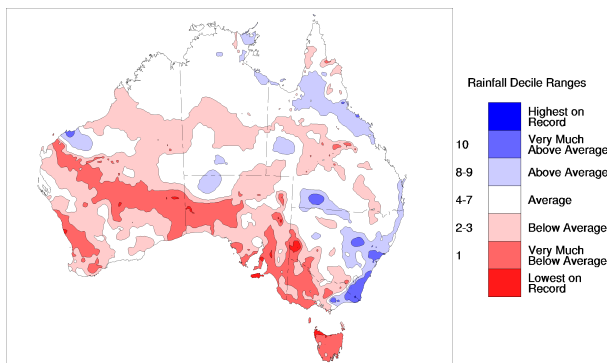 Rainfall Decile Ranges
Highest on
Record
10
Very Much
Above Average
8-9
Above Average
4-7
Average
2-3
Below Average
1
Very Much
Below Average
Lowest on
Record